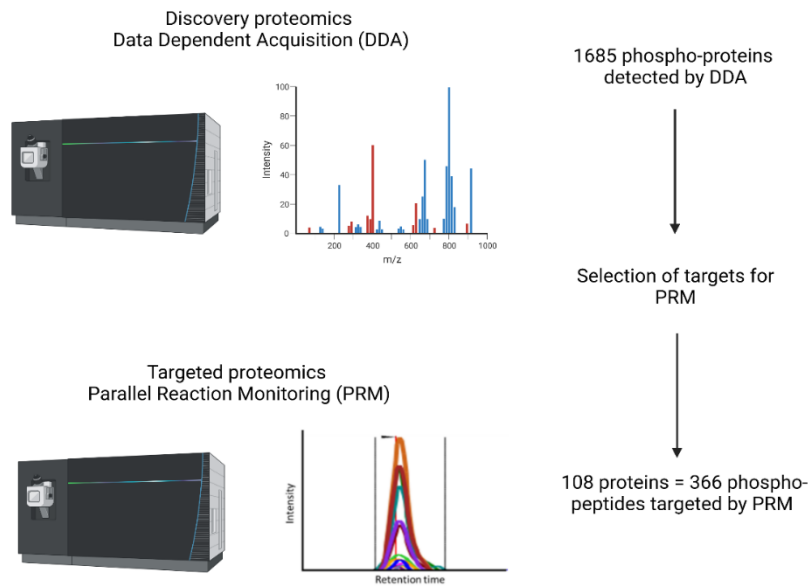 Discovery proteomics
Data Dependent Acquisition (DDA)
1685 phospho-proteins
detected by DDA
Intensity
100
80
60
40
20
0
200
400
600
800
1000
m/z
Selection of targets for
PRM
Targeted proteomics
Parallel Reaction Monitoring (PRM)
Intensity
Retention time
108 proteins = 366 phospho-
peptides targeted by PRM